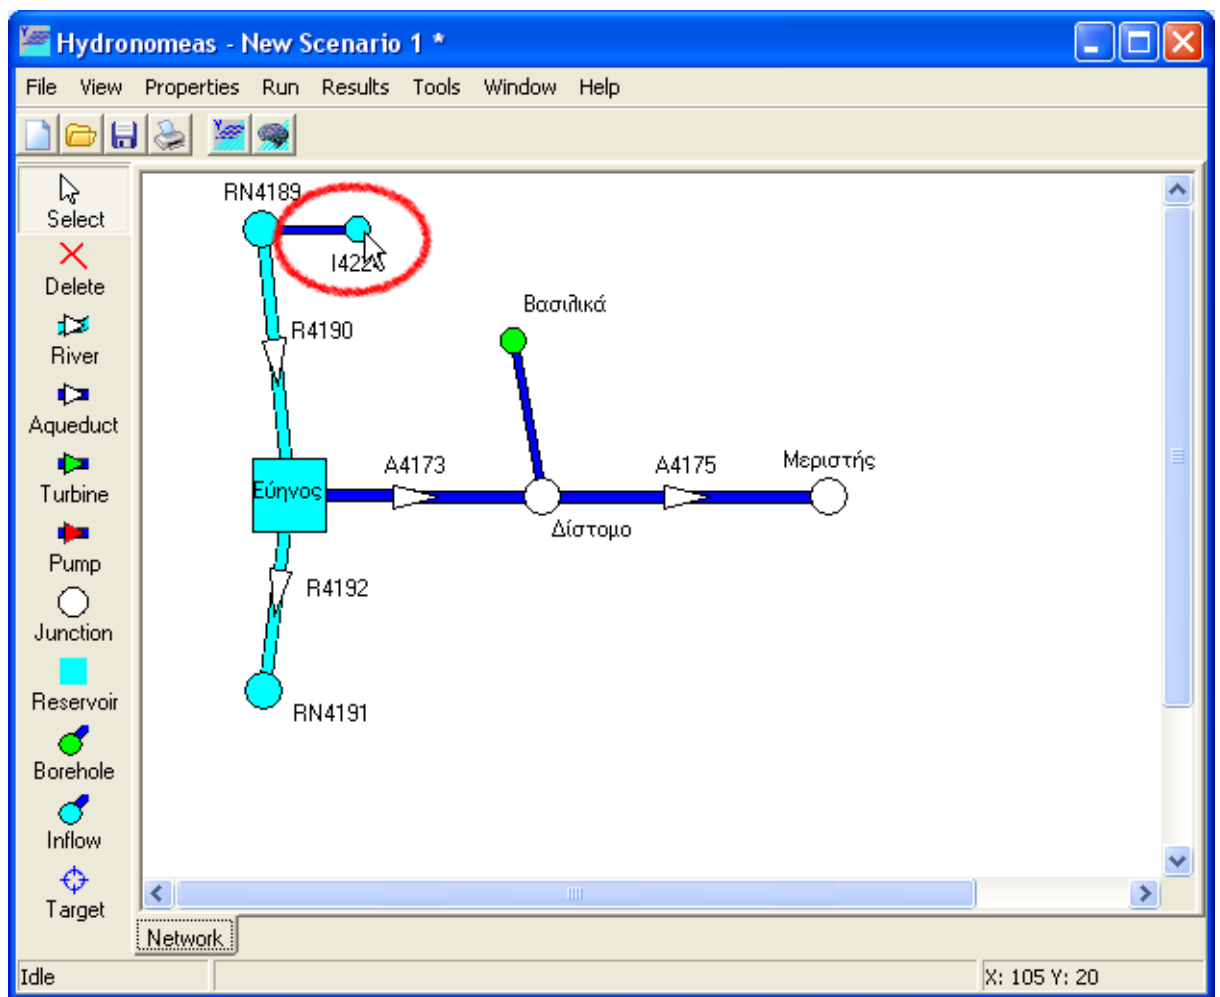 Hydronomeas - New Scenario 1 *
File View Properties Run Results Tools Window Help
Select
Delete
River
Aqueduct
Turbine
Pump
Junction
Reservoir
Borehole
Inflow
Target
RN4189
R4190
Βασιλικά
A4173
A4175
Μεριστής
Εύηνος
Δίστομο
R4192
RN4191
Network
Idle
X: 105 Y: 20